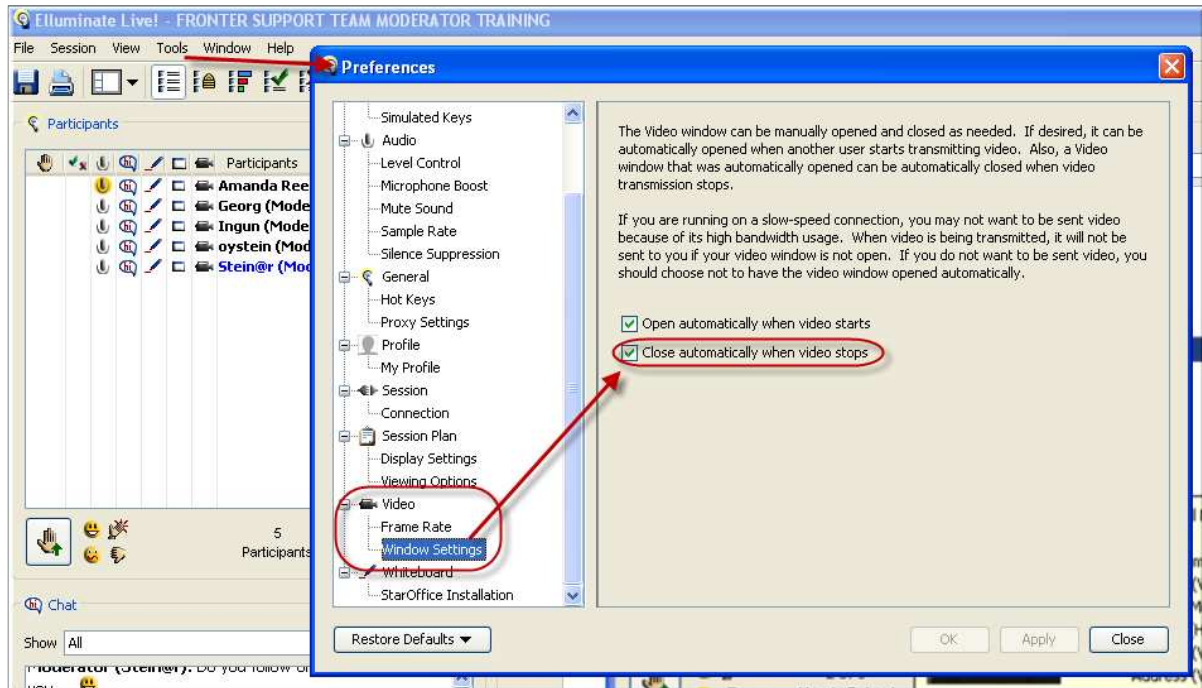 Elluminate Live! - FRONTER SUPPORT TEAM MODERATOR TRAINING
File Session View Tools Window Help
Preferences
Participants
Participants
Amanda Ree
Georg (Mode
Ingun (Mode
oystein (Mod
Stein@r (Mod
5
Participants
Chat
Show All
Moderator (Stein@r): Do you follow
you
Simulated Keys
Audio
Level Control
Microphone Boost
Mute Sound
Sample Rate
Silence Suppression
General
Hot Keys
Proxy Settings
Profile
My Profile
Session
Connection
Session Plan
Display Settings
Viewing Options
Video
Frame Rate
Window Settings
Whiteboard
StarOffice Installation
The Video window can be manually opened and closed as needed. If desired, it can be
automatically opened when another user starts transmitting video. Also, a Video
window that was automatically opened can be automatically closed when video
transmission stops.
If you are running on a slow-speed connection, you may not want to be sent video
because of its high bandwidth usage. When video is being transmitted, it will not be
sent to you if your video window is not open. If you do not want to be sent video, you
should choose not to have the video window opened automatically.
Open automatically when video starts
Close automatically when video stops
Restore Defaults
OK Apply Close
Address (